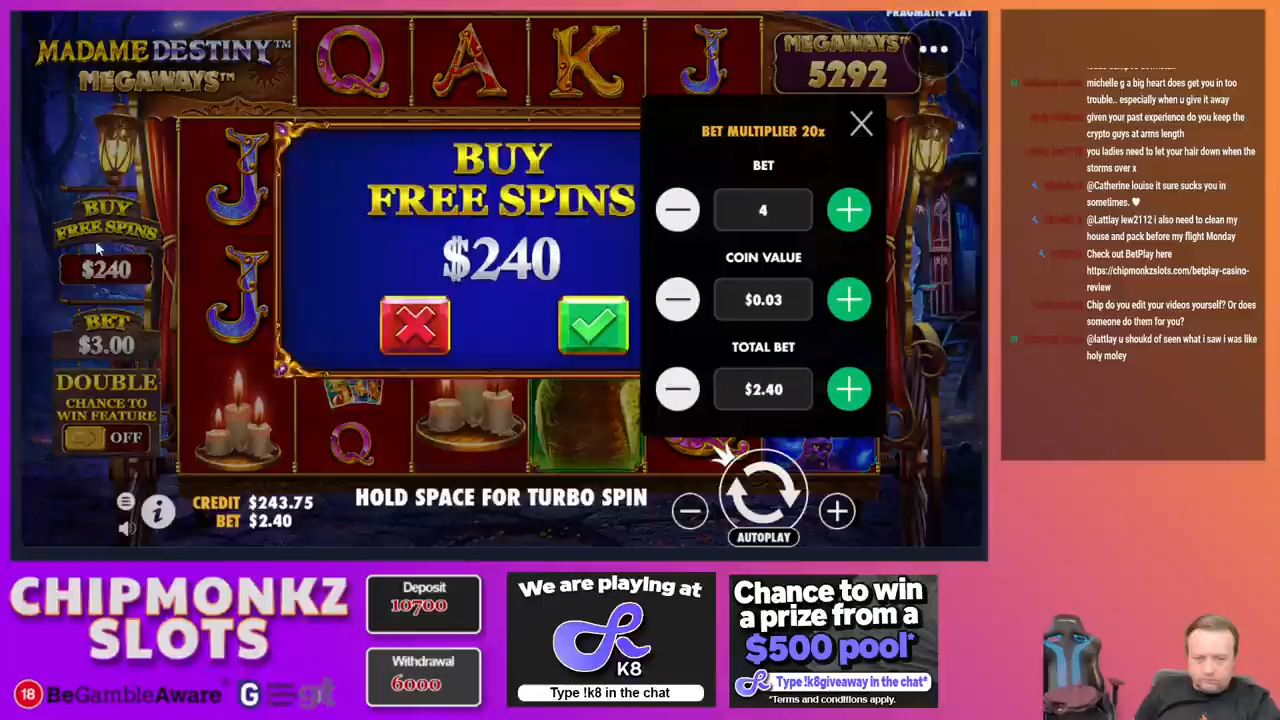 PRAGMATIC PLAY
MADAME DESTINY™
MEGAWAYS™
Q
A
K
J
MEGAWAYS™
5292
J
J
J
BUY
FREE SPINS
$240
BET
$3.00
DOUBLE
CHANCE TO
WIN FEATURE
OFF
BUY
FREE SPINS
$240
BET MULTIPLIER 20x
BET
4
COIN VALUE
$0.03
TOTAL BET
$2.40
Q
CREDIT $243.75
BET $2.40
HOLD SPACE FOR TURBO SPIN
AUTOPLAY
michelle g a big heart does get you in too
trouble.. especially when u give it away
given your past experience do you keep the
crypto guys at arms length
you ladies need to let your hair down when the
storms over x
@Catherine louise it sure sucks you in
sometimes. ♥
@Lattlay lew2112 i also need to clean my
house and pack before my flight Monday
Check out BetPlay here
https://chipmonkzslots.com/betplay-casino-
review
Chip do you edit your videos yourself? Or does
someone do them for you?
@lattlay u shoukd of seen what i saw i was like
holy moley
CHIPMONKZ
SLOTS
18 BeGambleAware
Deposit
10700
Withdrawal
6000
We are playing at
K8
Type !k8 in the chat
Chance to win
a prize from a
$500 pool*
Type !k8giveaway in the chat*
*Terms and conditions apply.